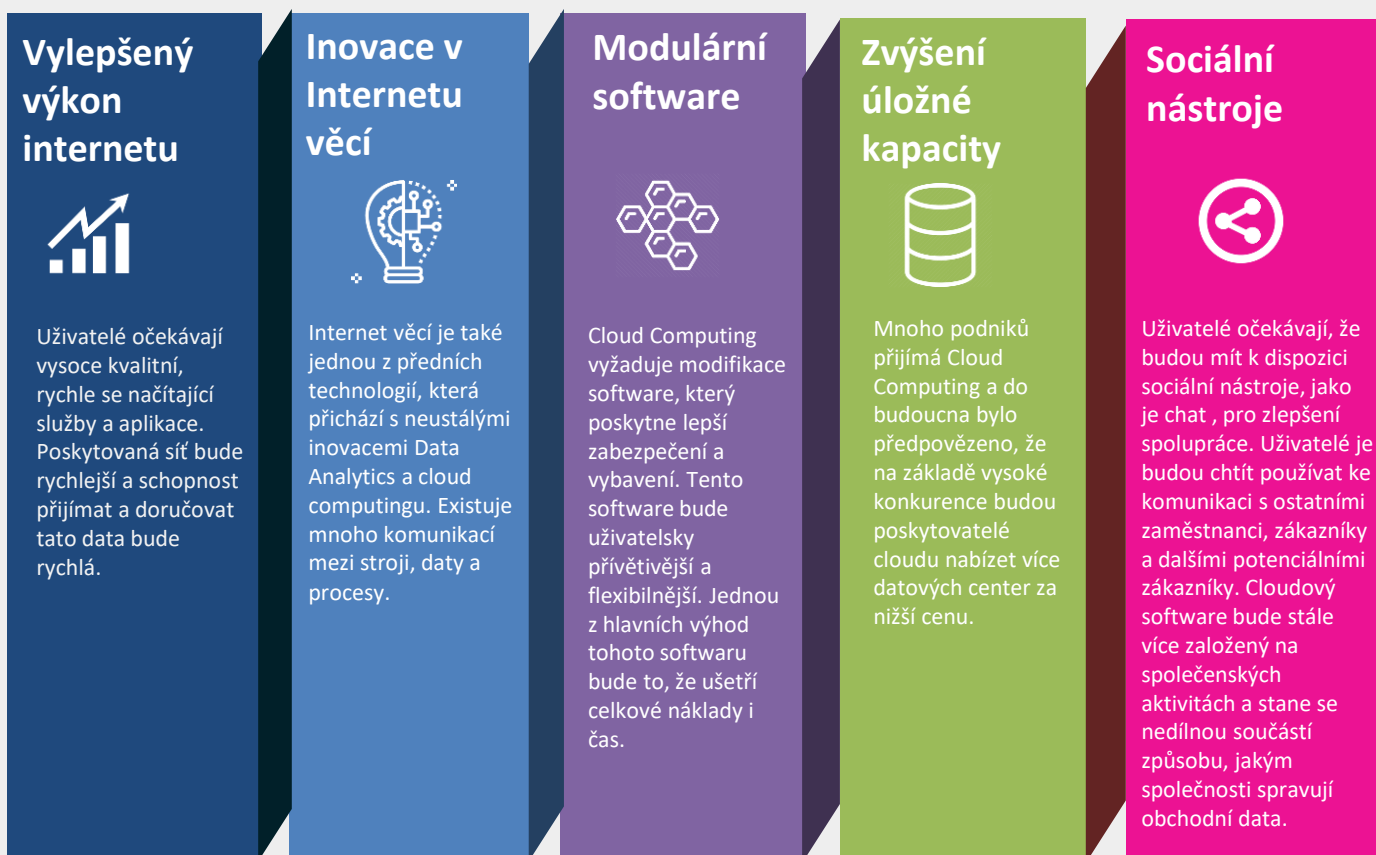 Vylepšený
výkon
internetu
Uživatelé očekávají
vysoce kvalitní,
rychle se načítající
služby a aplikace.
Poskytovaná síť bude
rychlejší a schopnost
přijímat a doručovat
tato data bude
rychlá.
Inovace v
Internetu
věcí
Internet věcí je také
jednou z předních
technologií, která
přichází s neustálými
inovacemi Data
Analytics a cloud
computingu. Existuje
mnoho komunikací
mezi stroji, daty a
procesy.
Modulární
software
Cloud Computing
vyžaduje modifikace
software, který
poskytne lepší
zabezpečení a
vybavení. Tento
software bude
uživatelsky
přívětivější a
flexibilnější. Jednou
z hlavních výhod
tohoto softwaru
bude to, že ušetří
celkové náklady i
čas.
Zvýšení
úložné
kapacity
Mnoho podniků
přijímá Cloud
Computing a do
budoucna bylo
předpovězeno, že
na základě vysoké
konkurence budou
poskytovatelé
cloudu nabízet více
datových center za
nižší cenu.
Sociální
nástroje
Uživatelé očekávají, že
budou mít k dispozici
sociální nástroje, jako
je chat , pro zlepšení
spolupráce. Uživatelé je
budou chtít používat ke
komunikaci s ostatními
zaměstnanci, zákazníky
a dalšími potenciálními
zákazníky. Cloudový
software bude stále
více založený na
společenských
aktivitách a stane se
nedílnou součástí
způsobu, jakým
společnosti spravují
obchodní data.